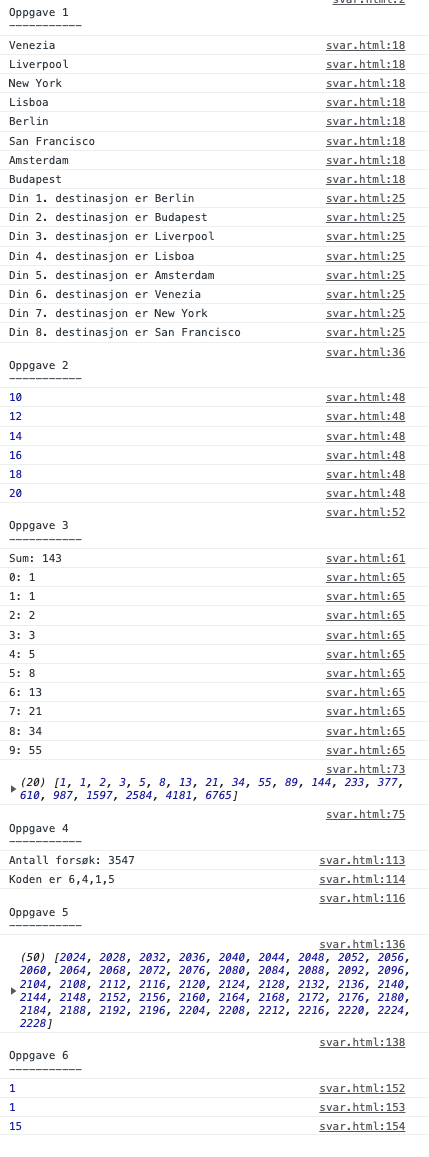 svar.html:2
Oppgave 1
-----------
Venezia svar.html:18
Liverpool svar.html:18
New York svar.html:18
Lisboa svar.html:18
Berlin svar.html:18
San Francisco svar.html:18
Amsterdam svar.html:18
Budapest svar.html:18
Din 1. destinasjon er Berlin svar.html:25
Din 2. destinasjon er Budapest svar.html:25
Din 3. destinasjon er Liverpool svar.html:25
Din 4. destinasjon er Lisboa svar.html:25
Din 5. destinasjon er Amsterdam svar.html:25
Din 6. destinasjon er Venezia svar.html:25
Din 7. destinasjon er New York svar.html:25
Din 8. destinasjon er San Francisco svar.html:25
svar.html:36
Oppgave 2
-----------
10 svar.html:48
12 svar.html:48
14 svar.html:48
16 svar.html:48
18 svar.html:48
20 svar.html:48
svar.html:52
Oppgave 3
-----------
Sum: 143 svar.html:61
0: 1 svar.html:65
1: 1 svar.html:65
2: 2 svar.html:65
3: 3 svar.html:65
4: 5 svar.html:65
5: 8 svar.html:65
6: 13 svar.html:65
7: 21 svar.html:65
8: 34 svar.html:65
9: 55 svar.html:65
svar.html:73
(20) [1, 1, 2, 3, 5, 8, 13, 21, 34, 55, 89, 144, 233, 377,
610, 987, 1597, 2584, 4181, 6765]
svar.html:75
Oppgave 4
-----------
Antall forsøk: 3547 svar.html:113
Koden er 6,4,1,5 svar.html:114
svar.html:116
Oppgave 5
-----------
svar.html:136
(50) [2024, 2028, 2032, 2036, 2040, 2044, 2048, 2052, 2056,
2060, 2064, 2068, 2072, 2076, 2080, 2084, 2088, 2092, 2096,
2104, 2108, 2112, 2116, 2120, 2124, 2128, 2132, 2136, 2140,
2144, 2148, 2152, 2156, 2160, 2164, 2168, 2172, 2176, 2180,
2184, 2188, 2192, 2196, 2204, 2208, 2212, 2216, 2220, 2224,
2228]
svar.html:138
Oppgave 6
-----------
1 svar.html:152
1 svar.html:153
15 svar.html:154